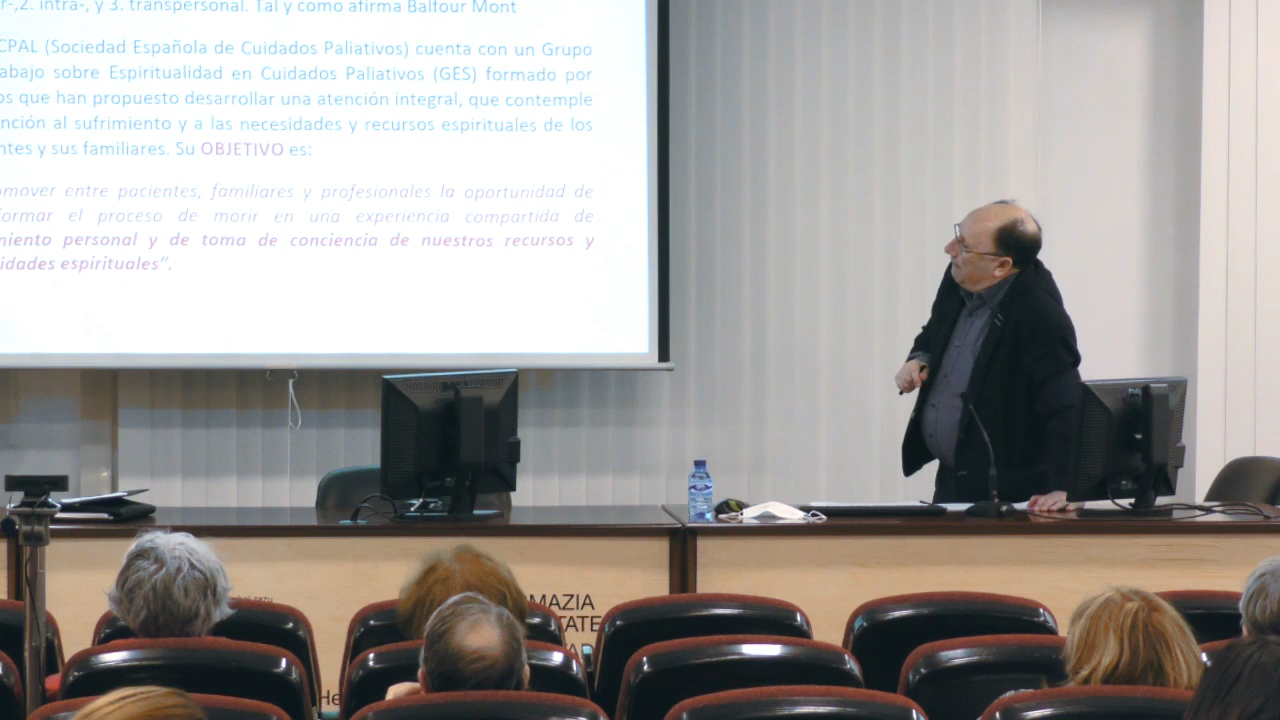 r-,2. intra-, y 3. transpersonal. Tal y como afirma Balfour Mont
CPAL (Sociedad Española de Cuidados Paliativos) cuenta con un Grupo
abajo sobre Espiritualidad en Cuidados Paliativos (GES) formado por
os que han propuesto desarrollar una atención integral, que contemple
nción al sufrimiento y a las necesidades y recursos espirituales de los
ntes y sus familiares. Su OBJETIVO es:
omover entre pacientes, familiares y profesionales la oportunidad de
formar el proceso de morir en una experiencia compartida de
miento personal y de toma de conciencia de nuestros recursos y
idades espirituales".
MAZIA
TATE
He